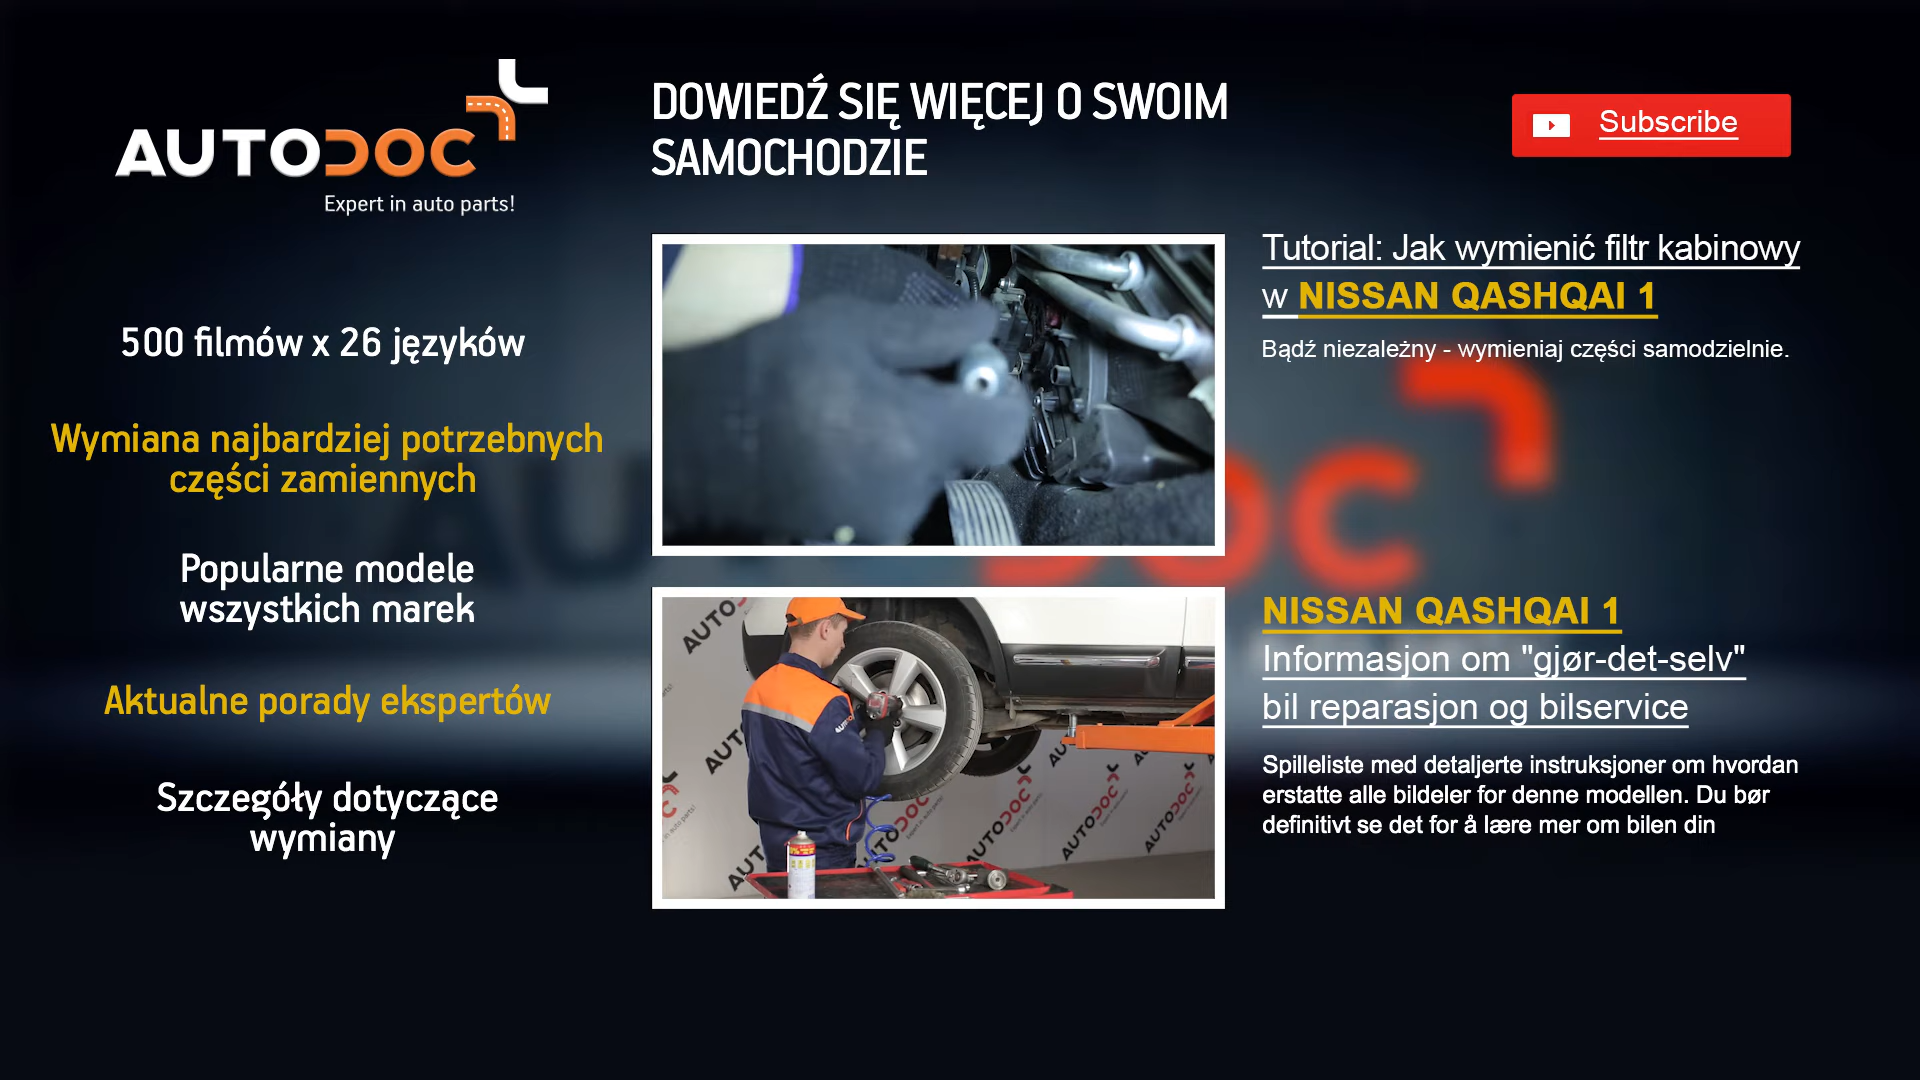 AUTODOC
Expert in auto parts!
500 filmów x 26 języków
Wymiana najbardziej potrzebnych
części zamiennych
Popularne modele
wszystkich marek
Aktualne porady ekspertów
Szczegóły dotyczące
wymiany
DOWIEDŹ SIĘ WIĘCEJ O SWOIM
SAMOCHODZIE
Subscribe
Tutorial: Jak wymienić filtr kabinowy
w NISSAN QASHQAI 1
Bądź niezależny - wymieniaj części samodzielnie.
NISSAN QASHQAI 1
Informasjon om "gjør-det-selv"
bil reparasjon og bilservice
Spilleliste med detaljerte instruksjoner om hvordan
erstatte alle bildeler for denne modellen. Du bør
definitivt se det for å lære mer om bilen din
AUTODOC
AUTODOC
AUTODOC